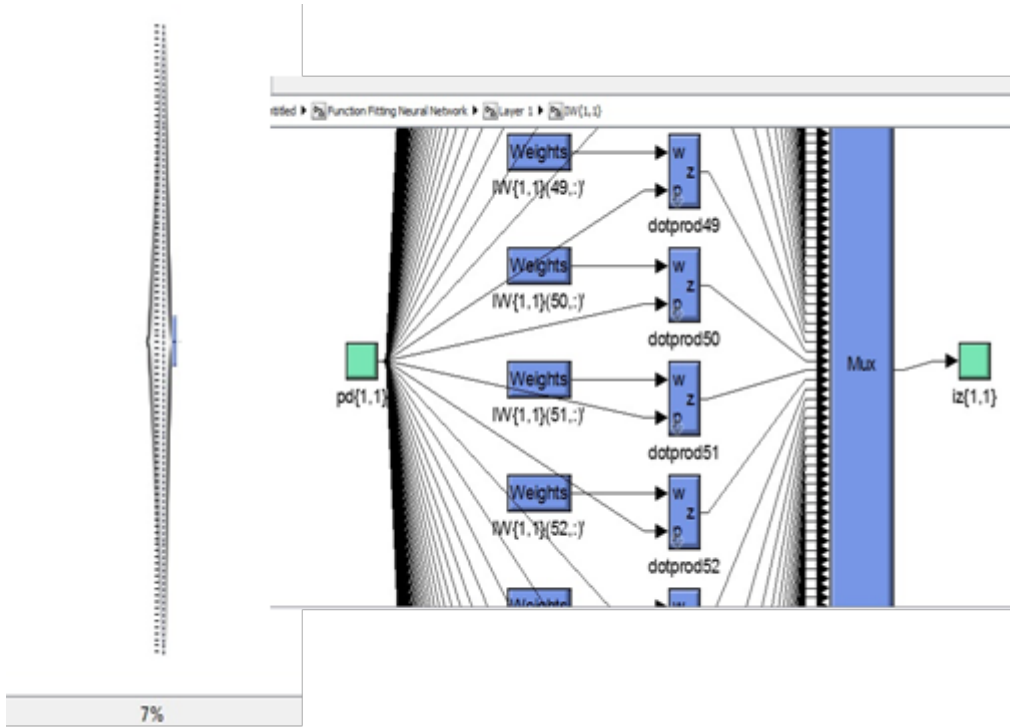 ntitled ▸ Function Fitting Neural Network ▸ Layer 1 ▸ IW{1,1}
Weights
IW{1,1}(49,:)'
w
z
p
dotprod49
Weights
IW{1,1}(50,:)'
w
z
p
dotprod50
Weights
IW{1,1}(51,:)'
w
z
p
dotprod51
Weights
IW{1,1}(52,:)'
w
z
p
dotprod52
Weights
w
pd{1,1}
Mux
iz{1,1}
7%